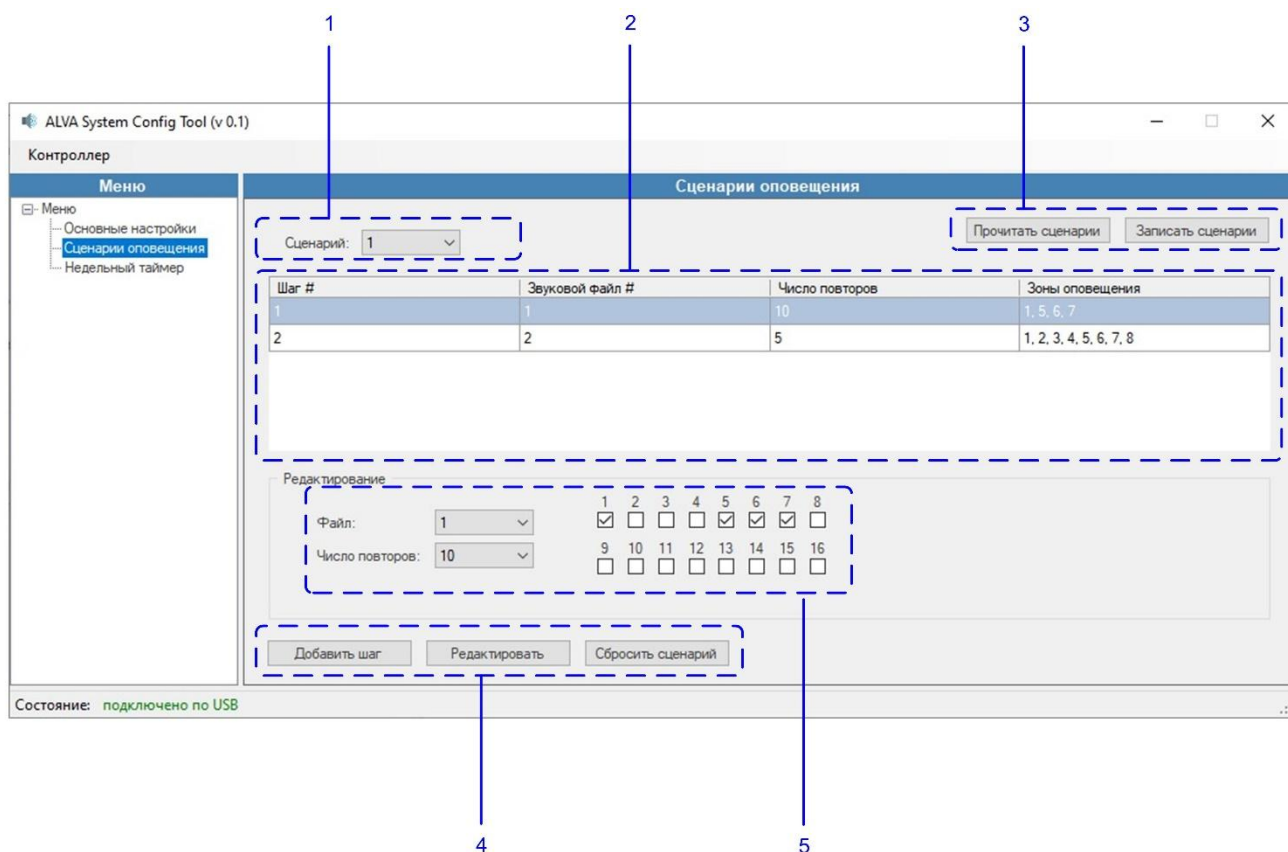 1 2 3
ALVA System Config Tool (v 0.1)
Контроллер
Меню
Сценарии оповещения
Меню
Основные настройки
Сценарии оповещения
Недельный таймер
Сценарий: 1
Прочитать сценарии Записать сценарии
Шаг # Звуковой файл # Число повторов Зоны оповещения
1 1 10 1, 5, 6, 7
2 2 5 1, 2, 3, 4, 5, 6, 7, 8
Редактирование
1 2 3 4 5 6 7 8
Файл: 1
9 10 11 12 13 14 15 16
Число повторов: 10
Добавить шаг Редактировать Сбросить сценарий
Состояние: подключено по USB
4 5